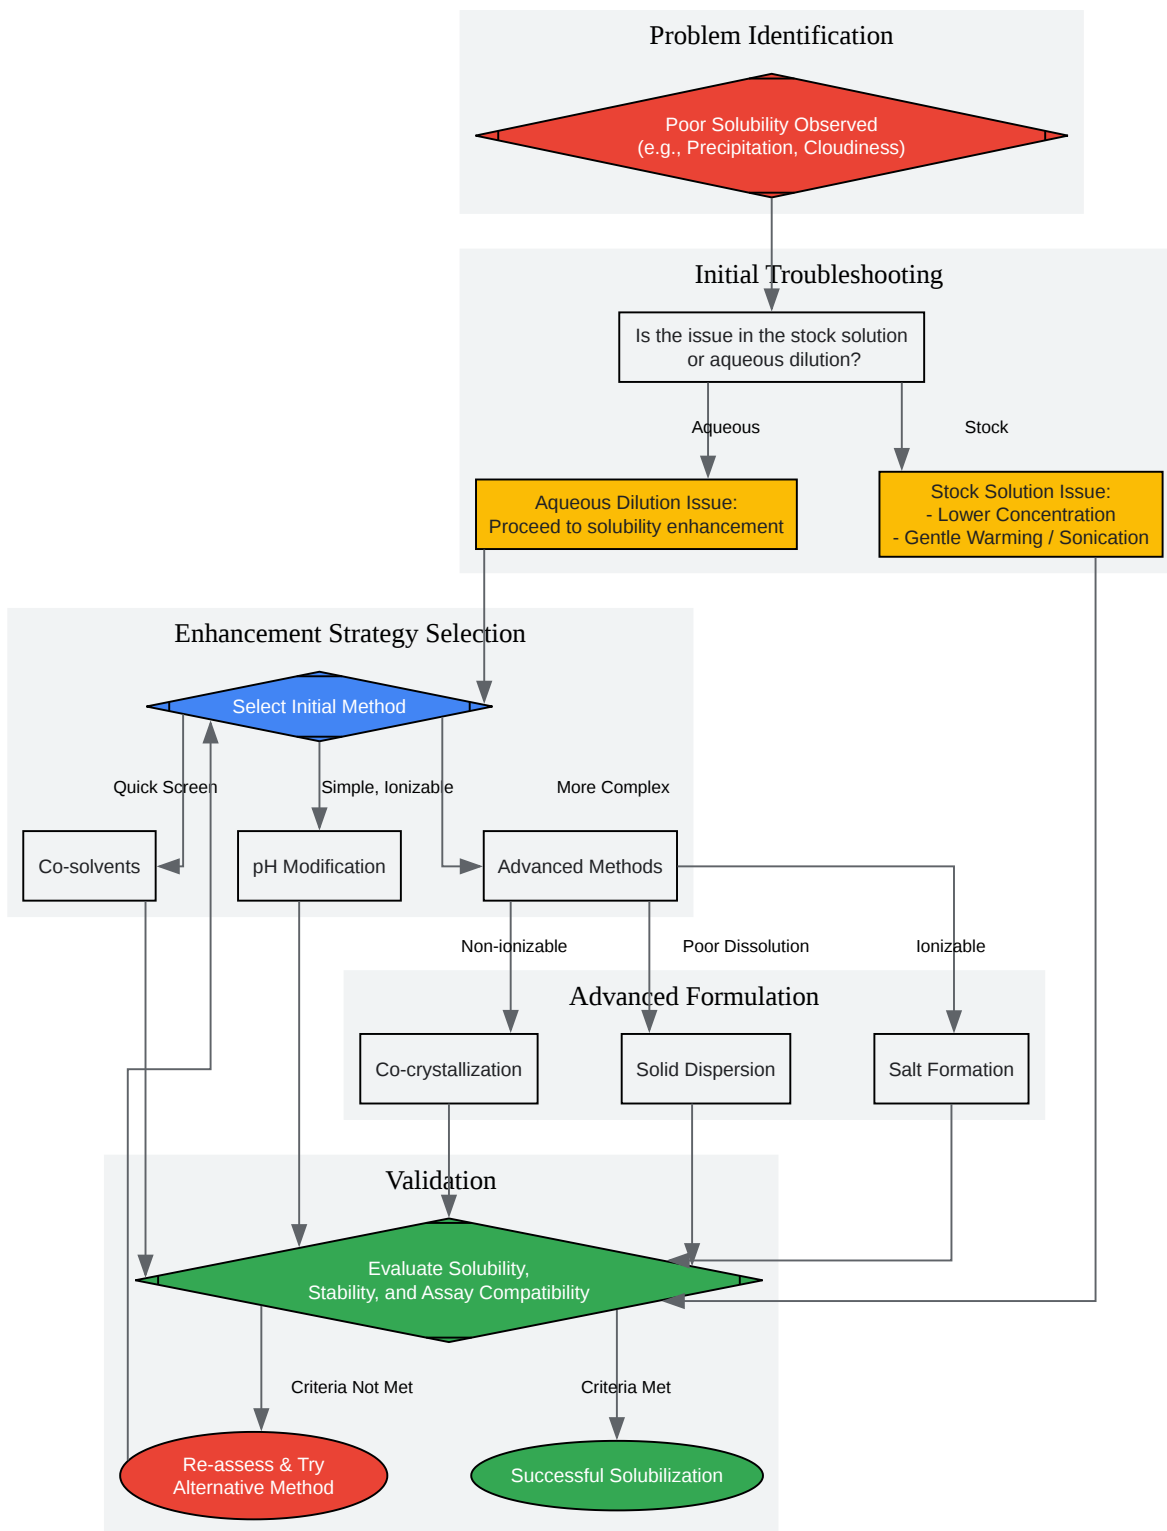 Problem Identification
Poor Solubility Observed
(e.g., Precipitation, Cloudiness)
Initial Troubleshooting
Is the issue in the stock solution
or aqueous dilution?
Aqueous
Stock
Aqueous Dilution Issue:
Proceed to solubility enhancement
Stock Solution Issue:
- Lower Concentration
- Gentle Warming / Sonication
Enhancement Strategy Selection
Select Initial Method
Quick Screen
Simple, Ionizable
More Complex
Co-solvents
pH Modification
Advanced Methods
Non-ionizable
Poor Dissolution
Ionizable
Advanced Formulation
Co-crystallization
Solid Dispersion
Salt Formation
Validation
Evaluate Solubility,
Stability, and Assay Compatibility
Criteria Not Met
Criteria Met
Re-assess & Try
Alternative Method
Successful Solubilization